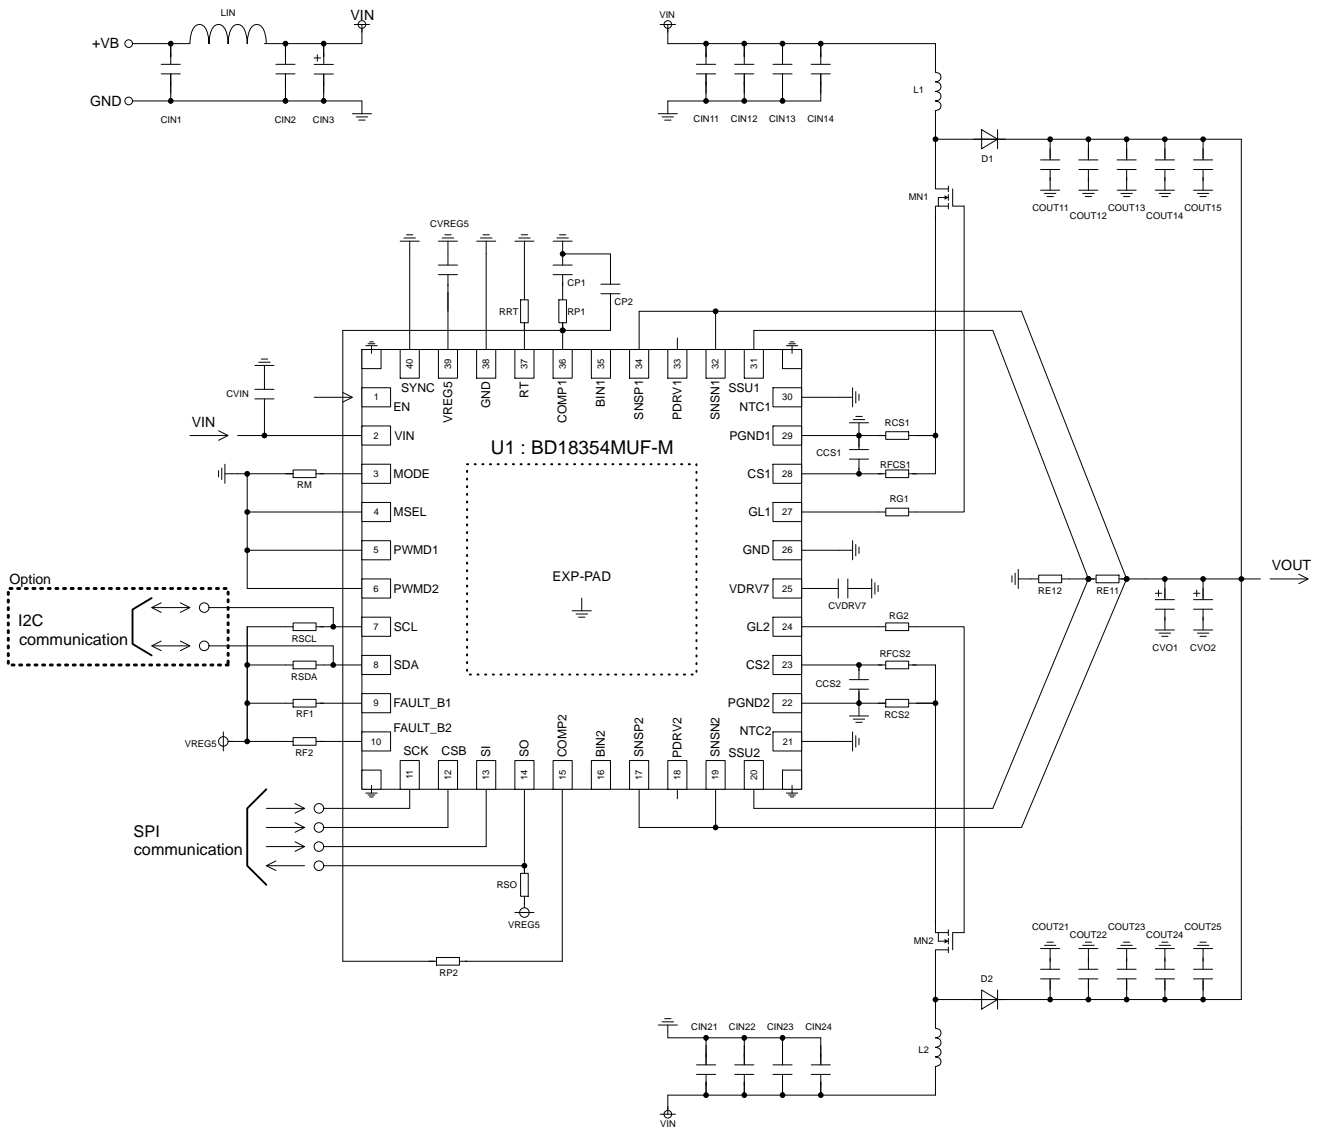 LIN
VIN
+VB
GND
CIN1
CIN2
CIN3
VIN
CIN11
CIN12
CIN13
CIN14
L1
D1
COUT11
COUT12
COUT13
COUT14
COUT15
MN1
CVREG5
CP1
CP2
RRT
RP1
40
39
38
37
36
35
34
33
32
31
SYNC
VREG5
GND
RT
COMP1
BIN1
SNSP1
PDRV1
SNSN1
SSU1
CVIN
VIN
1
EN
2
VIN
RM
3
MODE
4
MSEL
5
PWMD1
6
PWMD2
RSCL
7
SCL
RSDA
8
SDA
RF1
9
FAULT_B1
VREG5
RF2
10
FAULT_B2
Option
I2C
communication
U1 : BD18354MUF-M
EXP-PAD
NTC1
30
PGND1
29
RCS1
CCS1
CS1
28
RFCS1
GL1
27
RG1
GND
26
VDRV7
25
CVDRV7
GL2
24
RG2
CS2
23
RFCS2
CCS2
PGND2
22
RCS2
NTC2
21
RE12
RE11
VOUT
CVO1
CVO2
SCK
CSB
SI
SO
COMP2
BIN2
SNSP2
PDRV2
SNSN2
SSU2
11
12
13
14
15
16
17
18
19
20
SPI
communication
RSO
VREG5
RP2
MN2
COUT21
COUT22
COUT23
COUT24
COUT25
D2
L2
CIN21
CIN22
CIN23
CIN24
VIN